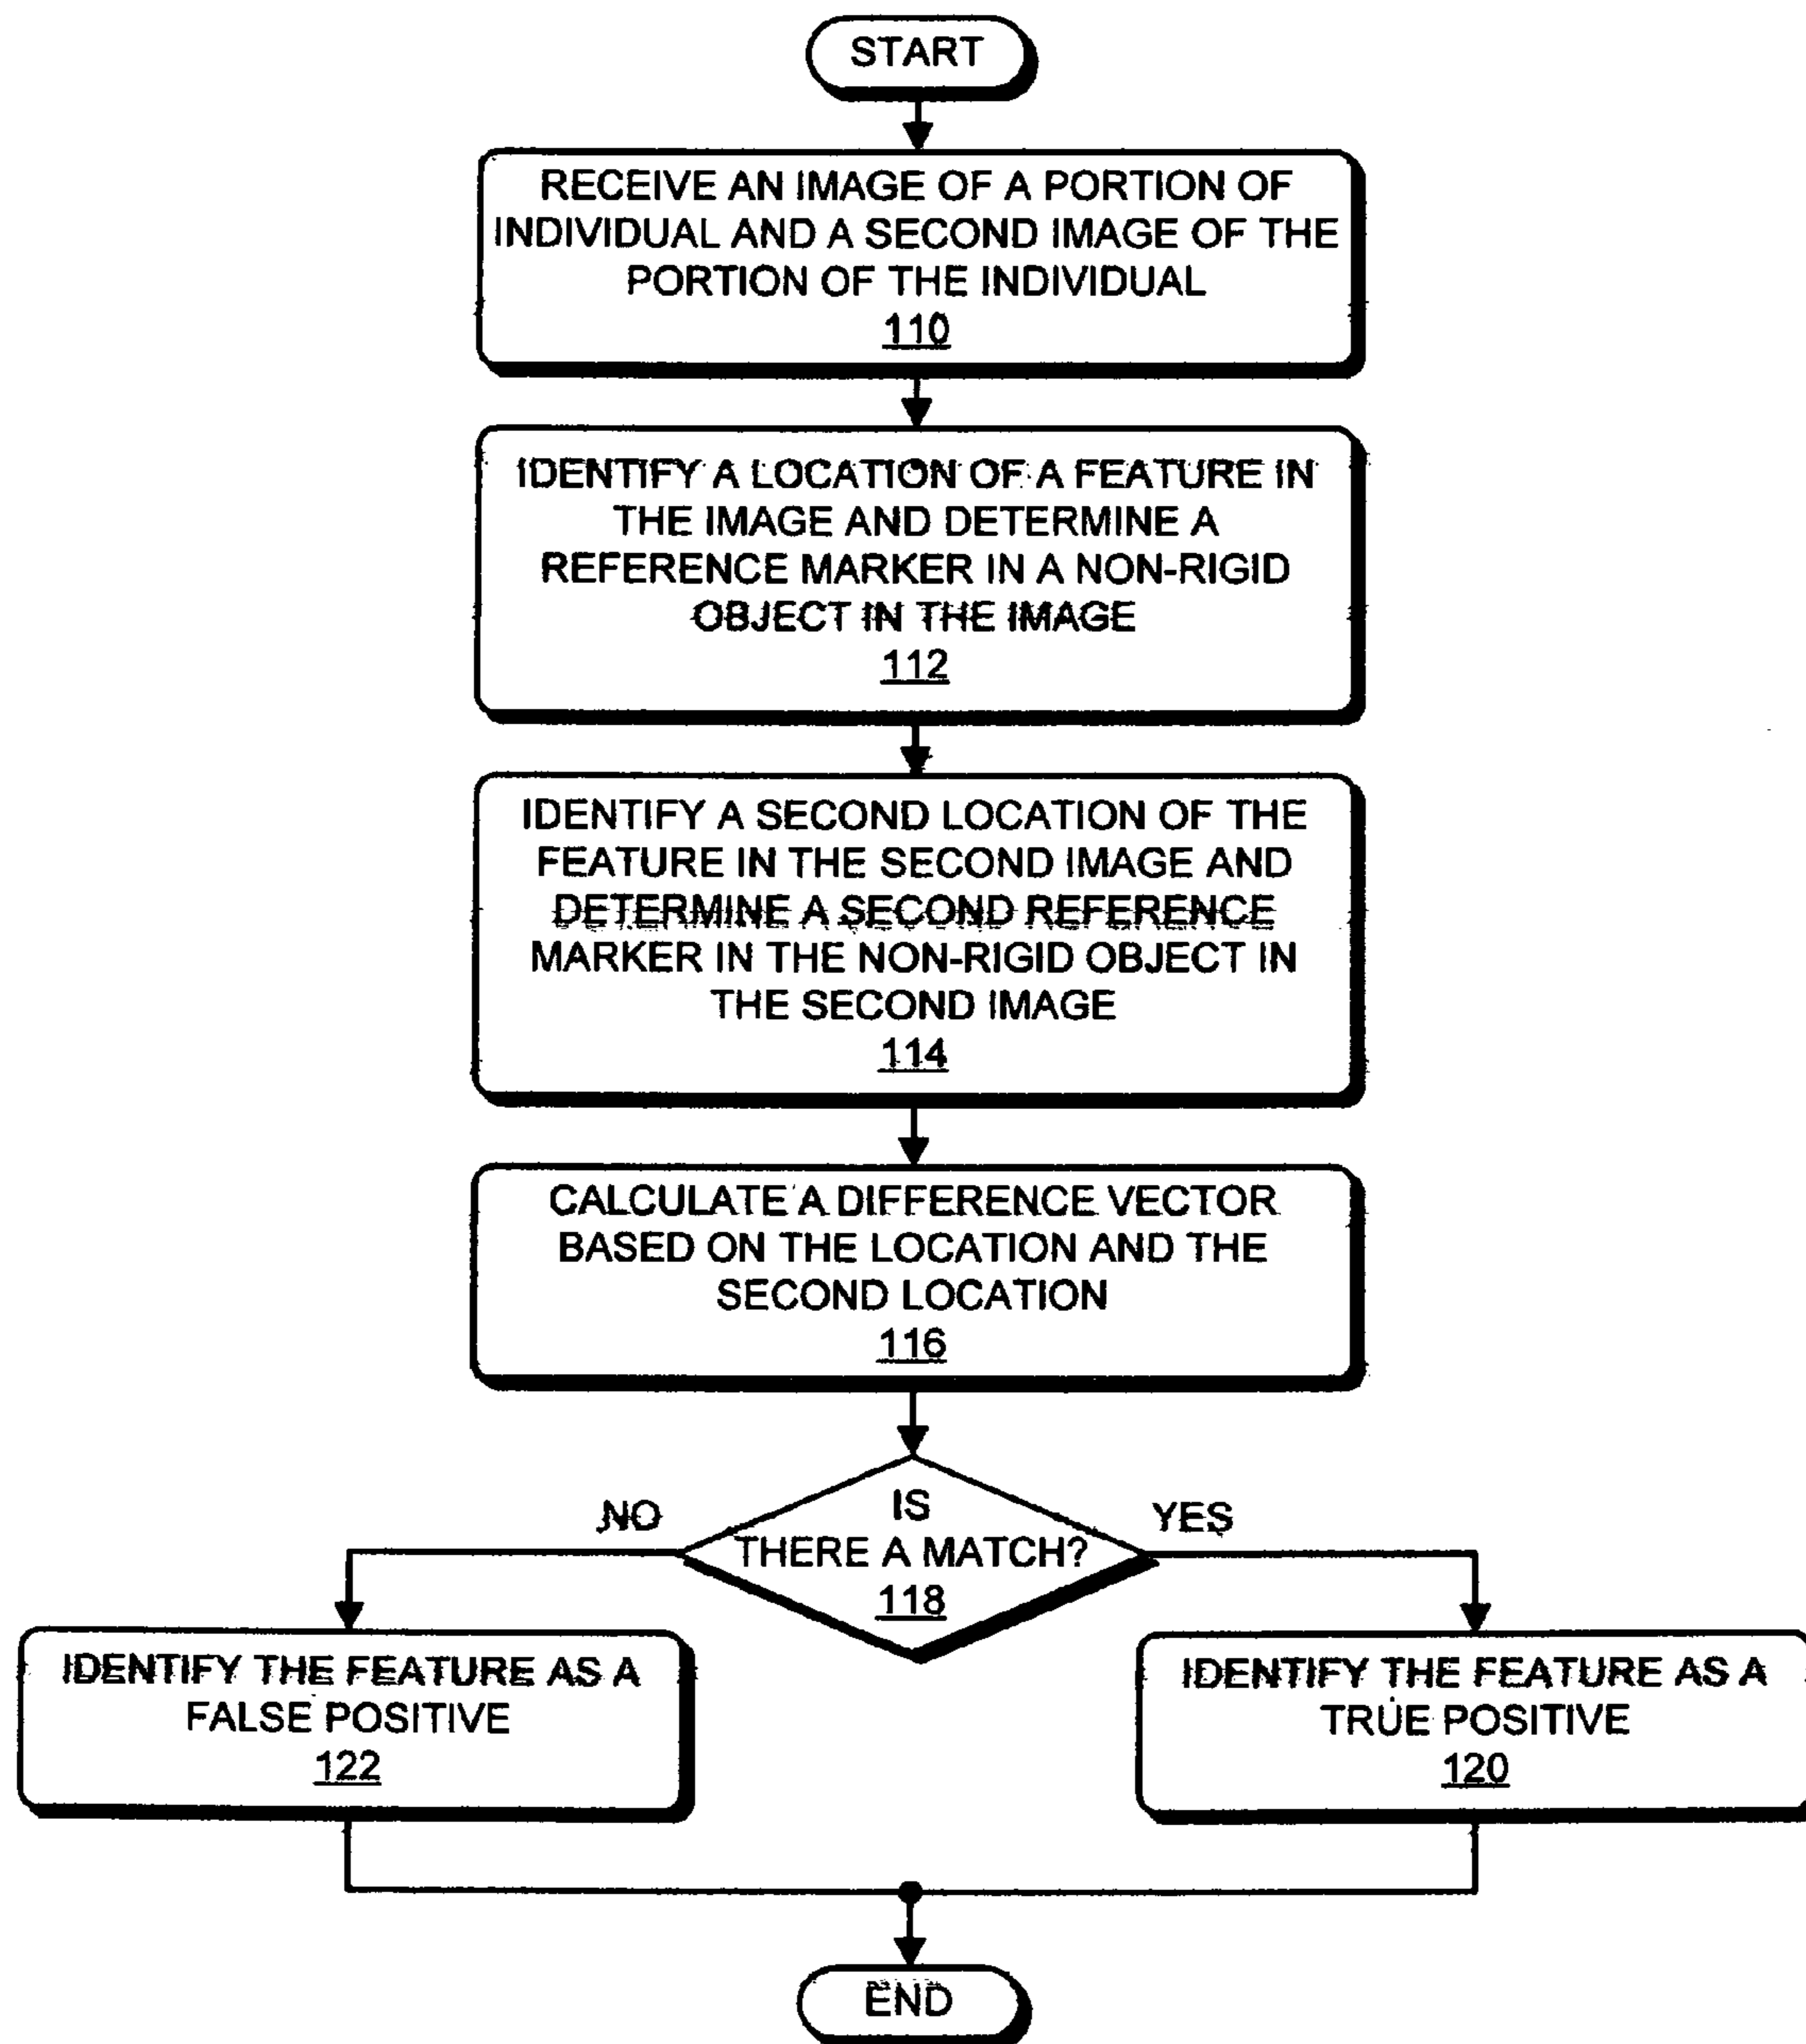 START
RECEIVE AN IMAGE OF A PORTION OF
INDIVIDUAL AND A SECOND IMAGE OF THE
PORTION OF THE INDIVIDUAL
110
IDENTIFY A LOCATION OF A FEATURE IN
THE IMAGE AND DETERMINE A
REFERENCE MARKER IN A NON-RIGID
OBJECT IN THE IMAGE
112
IDENTIFY A SECOND LOCATION OF THE
FEATURE IN THE SECOND IMAGE AND
DETERMINE A SECOND REFERENCE
MARKER IN THE NON-RIGID OBJECT IN
THE SECOND IMAGE
114
CALCULATE A DIFFERENCE VECTOR
BASED ON THE LOCATION AND THE
SECOND LOCATION
116
IS
THERE A MATCH?
118
NO
YES
IDENTIFY THE FEATURE AS A
FALSE POSITIVE
122
IDENTIFY THE FEATURE AS A
TRUE POSITIVE
120
END